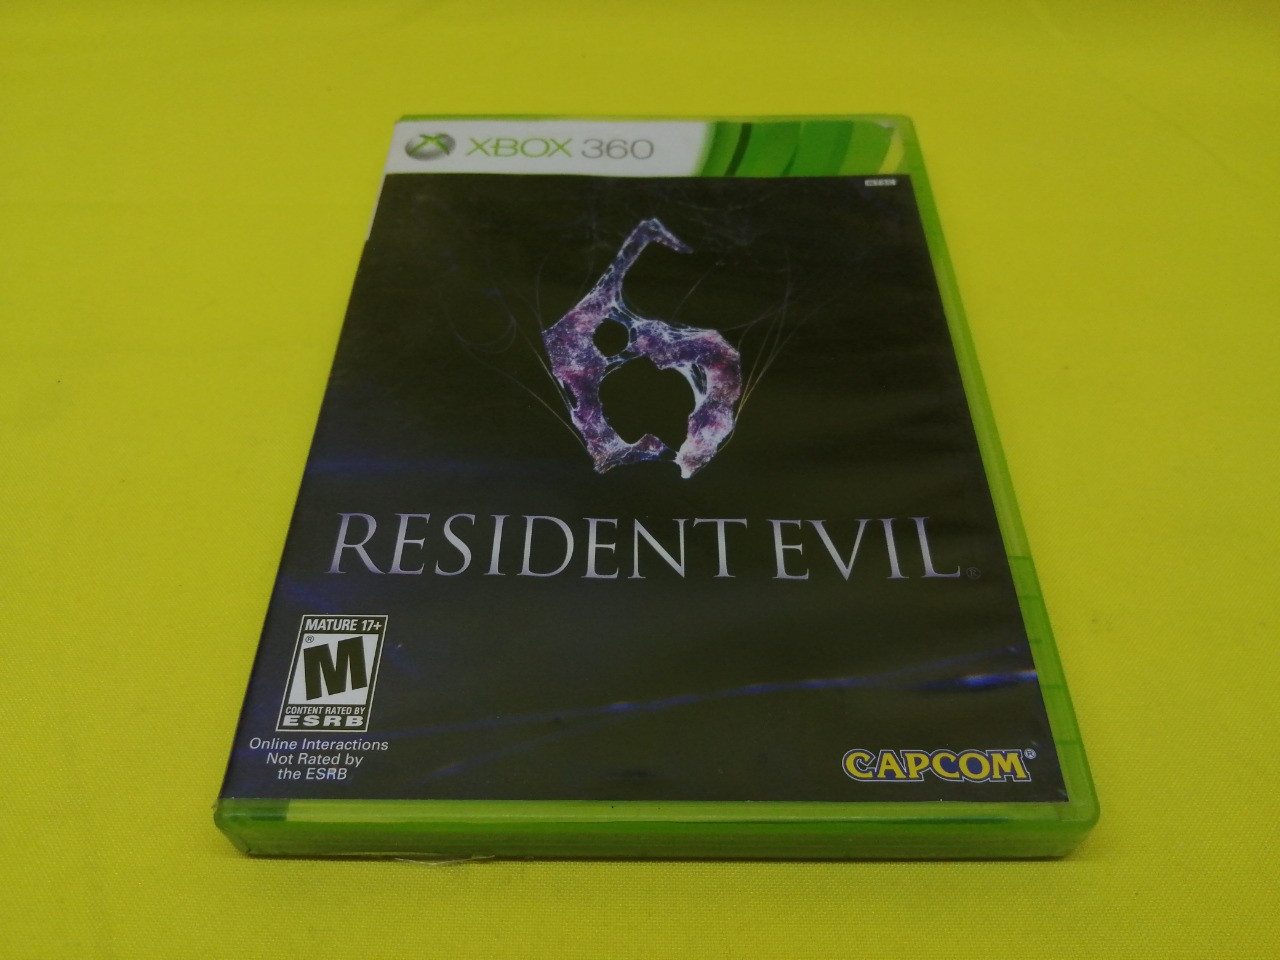 XBOX 360
NTSC
6
RESIDENT EVIL®
MATURE 17+
M®
CONTENT RATED BY
ESRB
Online Interactions
Not Rated by
the ESRB
CAPCOM®